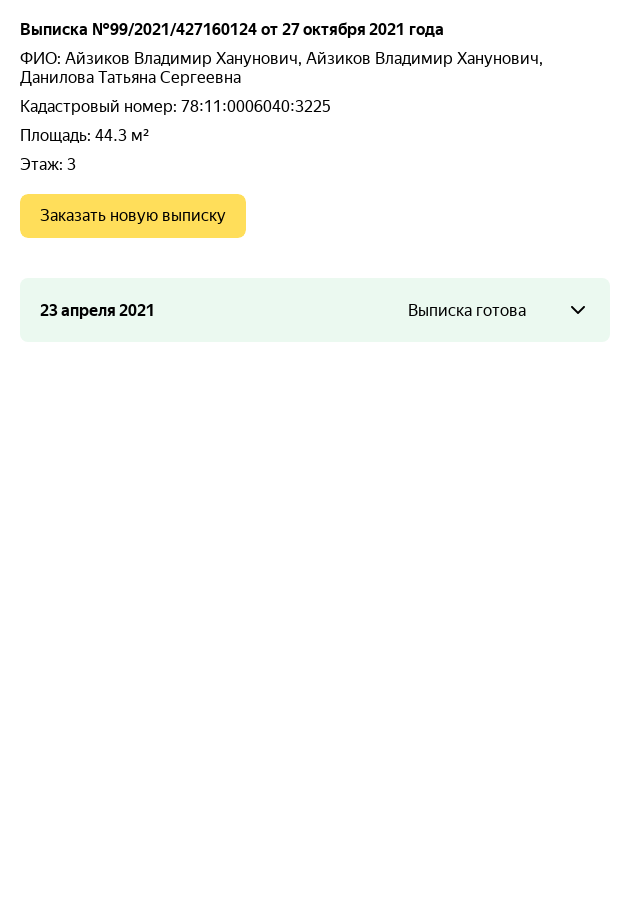 Выписка №99/2021/427160124 от 27 октября 2021 года
ФИО: Айзиков Владимир Ханунович, Айзиков Владимир Ханунович,
Данилова Татьяна Сергеевна
Кадастровый номер: 78:11:0006040:3225
Площадь: 44.3 м²
Этаж: 3
Заказать новую выписку
23 апреля 2021 Выписка готова